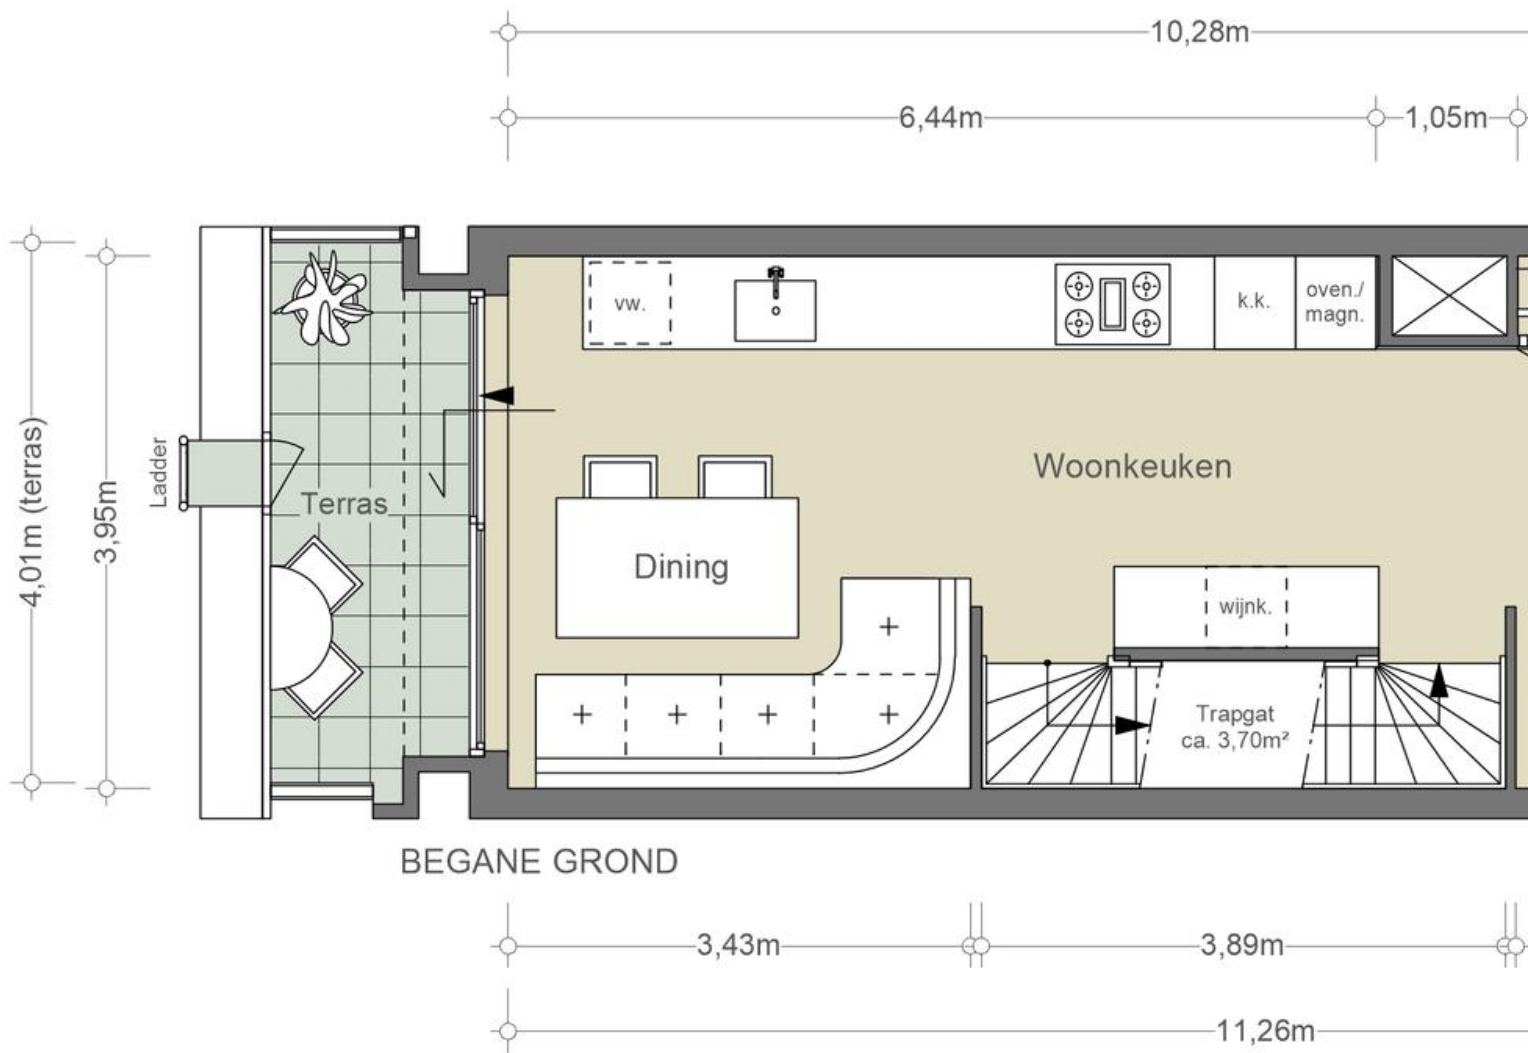 10,28m
6,44m
1,05m
4,01m (terras)
3,95m
Ladder
Terras
vw.
k.k.
oven./
magn.
Woonkeuken
Dining
wijnk.
Trapgat
ca. 3,70m²
BEGANE GROND
3,43m
3,89m
11,26m